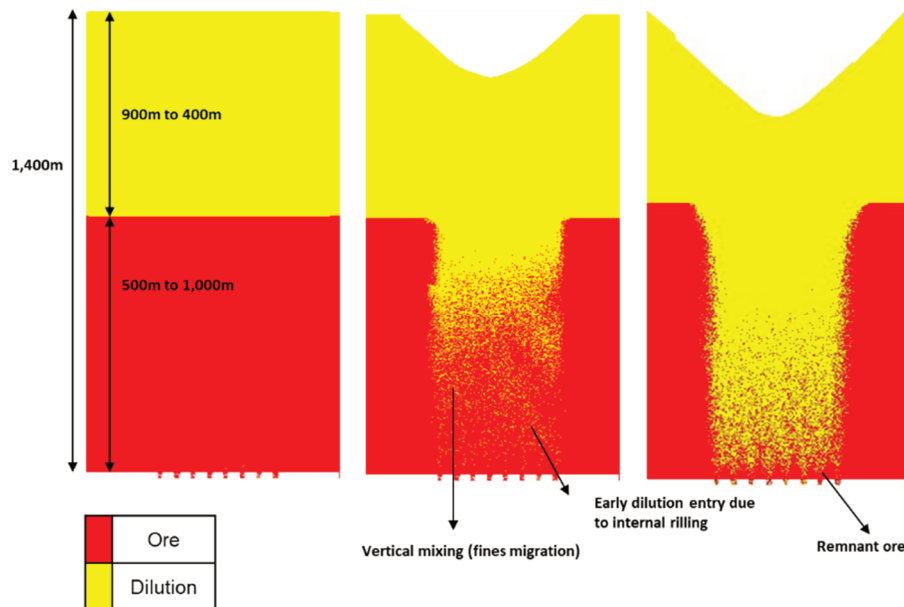 900m to 400m
1,400m
500m to 1,000m
Early dilution entry due
to internal rilling
Vertical mixing (fines migration)
Remnant ore
Ore
Dilution